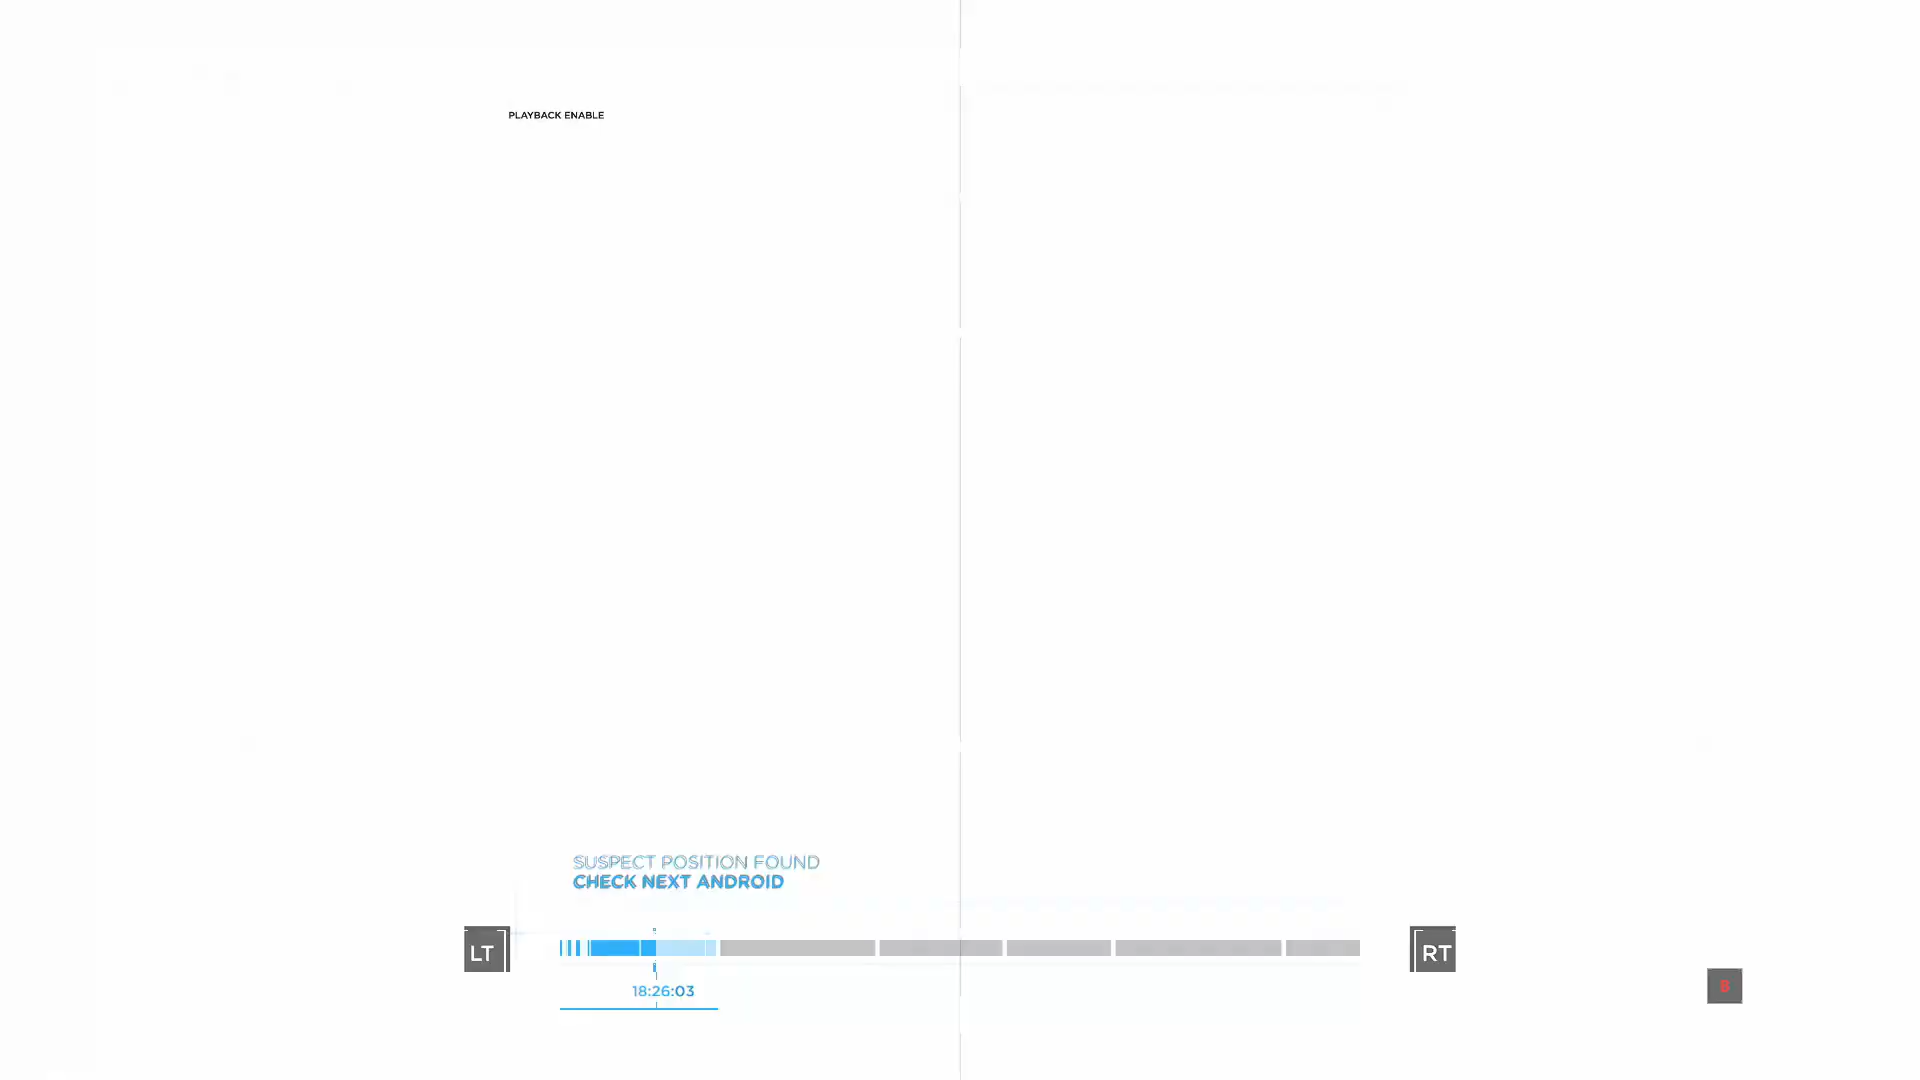 PLAYBACK ENABLE
SUSPECT POSITION FOUND
CHECK NEXT ANDROID
LT
RT
18:26:03
B